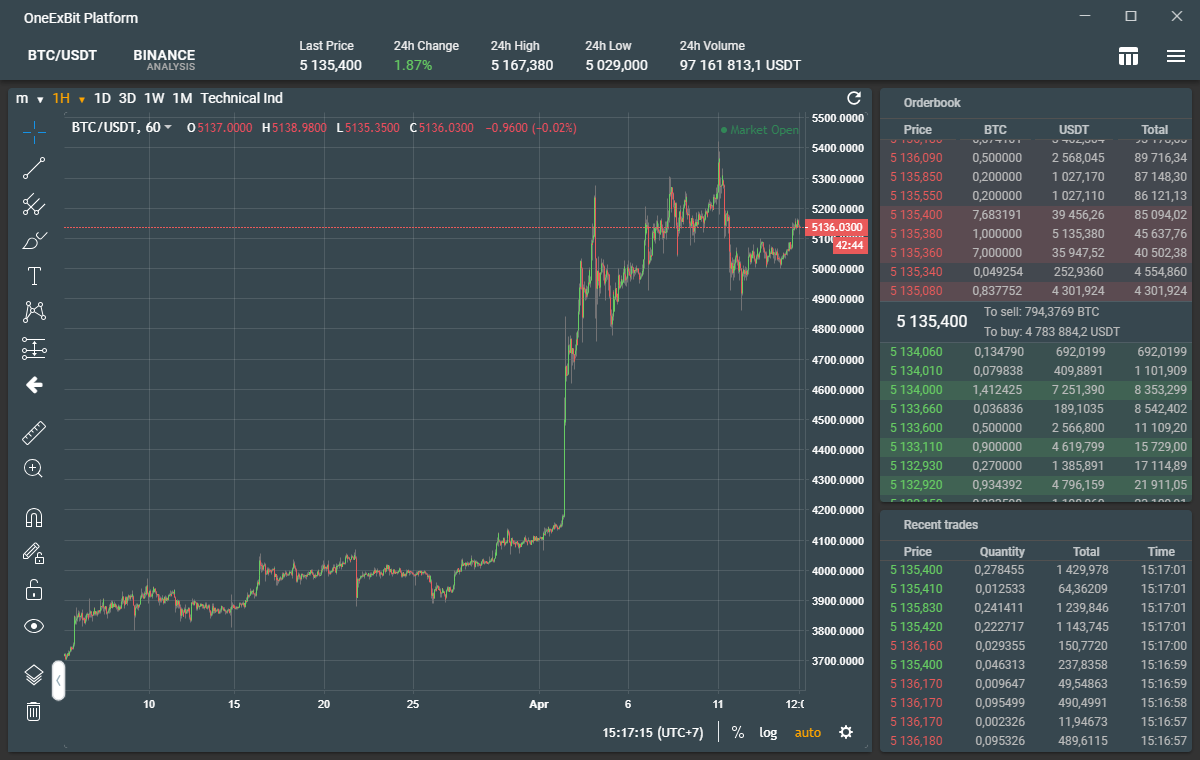 OneExBit Platform
BTC/USDT
BINANCE
ANALYSIS
Last Price
5 135,400
24h Change
1.87%
24h High
5 167,380
24h Low
5 029,000
24h Volume
97 161 813,1 USDT
m 1H 1D 3D 1W 1M Technical Ind
BTC/USDT, 60 O 5137.0000 H 5138.9800 L 5135.3500 C 5136.0300 −0.9600 (−0.02%)
Market Open
5500.0000
5400.0000
5300.0000
5200.0000
5136.0300
42:44
5000.0000
4900.0000
4800.0000
4700.0000
4600.0000
4500.0000
4400.0000
4300.0000
4200.0000
4100.0000
4000.0000
3900.0000
3800.0000
3700.0000
10 15 20 25 Apr 6 11 12:0
15:17:15 (UTC+7) % log auto
Orderbook
Price BTC USDT Total
5 136,090 0,500000 2 568,045 89 716,34
5 135,850 0,200000 1 027,170 87 148,30
5 135,550 0,200000 1 027,110 86 121,13
5 135,400 7,683191 39 456,26 85 094,02
5 135,380 1,000000 5 135,380 45 637,76
5 135,360 7,000000 35 947,52 40 502,38
5 135,340 0,049254 252,9360 4 554,860
5 135,080 0,837752 4 301,924 4 301,924
5 135,400
To sell: 794,3769 BTC
To buy: 4 783 884,2 USDT
5 134,060 0,134790 692,0199 692,0199
5 134,010 0,079838 409,8891 1 101,909
5 134,000 1,412425 7 251,390 8 353,299
5 133,660 0,036836 189,1035 8 542,402
5 133,600 0,500000 2 566,800 11 109,20
5 133,110 0,900000 4 619,799 15 729,00
5 132,930 0,270000 1 385,891 17 114,89
5 132,920 0,934392 4 796,159 21 911,05
Recent trades
Price Quantity Total Time
5 135,400 0,278455 1 429,978 15:17:01
5 135,410 0,012533 64,36209 15:17:01
5 135,830 0,241411 1 239,846 15:17:01
5 135,420 0,222717 1 143,745 15:17:01
5 136,160 0,029355 150,7720 15:17:00
5 135,400 0,046313 237,8358 15:16:59
5 136,170 0,009647 49,54863 15:16:59
5 136,170 0,095499 490,4991 15:16:58
5 136,170 0,002326 11,94673 15:16:57
5 136,180 0,095326 489,6115 15:16:57